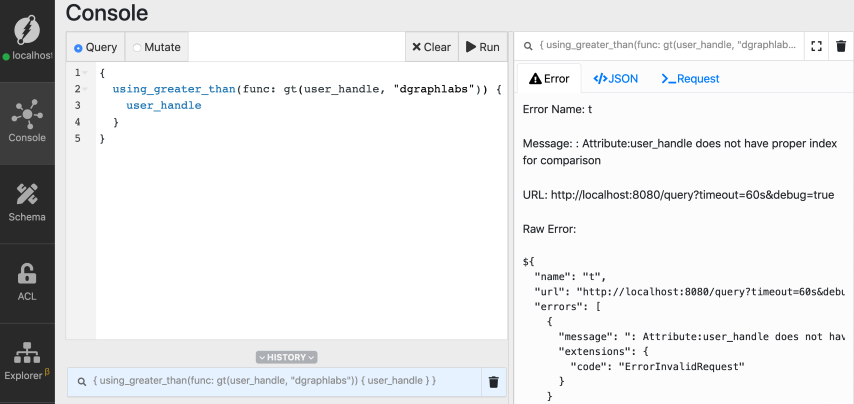 Console
localhost
Console
Schema
ACL
Explorer β
Query
Mutate
Clear
Run
1 {
2 using_greater_than(func: gt(user_handle, "dgraphlabs")) {
3 user_handle
4 }
5 }
HISTORY
{ using_greater_than(func: gt(user_handle, "dgraphlabs")) { user_handle } }
{ using_greater_than(func: gt(user_handle, "dgraphlab...
Error
JSON
Request
Error Name: t
Message: : Attribute:user_handle does not have proper index
for comparison
URL: http://localhost:8080/query?timeout=60s&debug=true
Raw Error:
${
"name": "t",
"url": "http://localhost:8080/query?timeout=60s&debu
"errors": [
{
"message": ": Attribute:user_handle does not hav
"extensions": {
"code": "ErrorInvalidRequest"
}
}